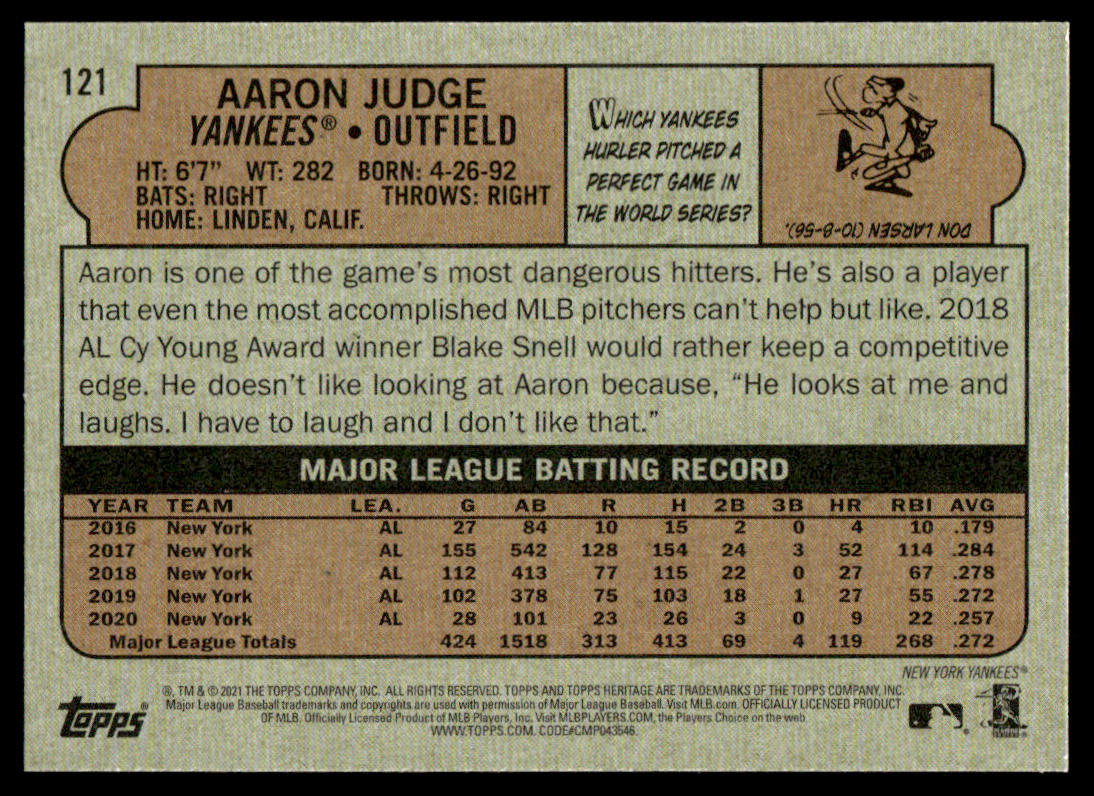 121
AARON JUDGE
YANKEES® • OUTFIELD
HT: 6'7" WT: 282 BORN: 4-26-92
BATS: RIGHT THROWS: RIGHT
HOME: LINDEN, CALIF.
WHICH YANKEES
HURLER PITCHED A
PERFECT GAME IN
THE WORLD SERIES?
DON LARSEN (10-8-56).
Aaron is one of the game's most dangerous hitters. He's also a player
that even the most accomplished MLB pitchers can't help but like. 2018
AL Cy Young Award winner Blake Snell would rather keep a competitive
edge. He doesn't like looking at Aaron because, "He looks at me and
laughs. I have to laugh and I don't like that."
MAJOR LEAGUE BATTING RECORD
YEAR TEAM LEA. G AB R H 2B 3B HR RBI AVG
2016 New York AL 27 84 10 15 2 0 4 10 .179
2017 New York AL 155 542 128 154 24 3 52 114 .284
2018 New York AL 112 413 77 115 22 0 27 67 .278
2019 New York AL 102 378 75 103 18 1 27 55 .272
2020 New York AL 28 101 23 26 3 0 9 22 .257
Major League Totals 424 1518 313 413 69 4 119 268 .272
NEW YORK YANKEES®
®, TM & © 2021 THE TOPPS COMPANY, INC. ALL RIGHTS RESERVED. TOPPS AND TOPPS HERITAGE ARE TRADEMARKS OF THE TOPPS COMPANY, INC.
Major League Baseball trademarks and copyrights are used with permission of Major League Baseball. Visit MLB.com. OFFICIALLY LICENSED PRODUCT
OF MLB. Officially Licensed Product of MLB Players, Inc. Visit MLBPLAYERS.COM, the Players Choice on the web.
WWW.TOPPS.COM. CODE#CMP043546.
topps®